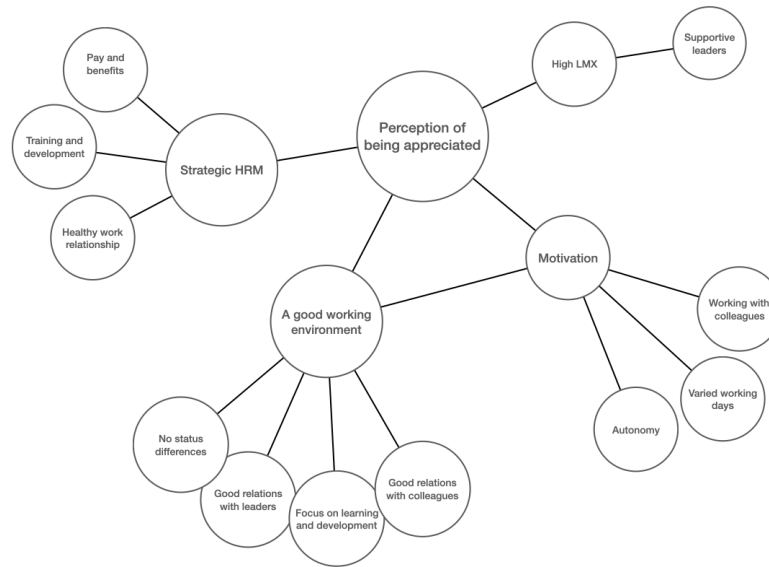 Pay and
benefits
Training and
development
Healthy work
relationship
Strategic HRM
Perception of
being appreciated
High LMX
Supportive
leaders
Motivation
Working with
colleagues
Varied working
days
Autonomy
A good working
environment
No status
differences
Good relations
with leaders
Focus on learning
and development
Good relations
with colleagues